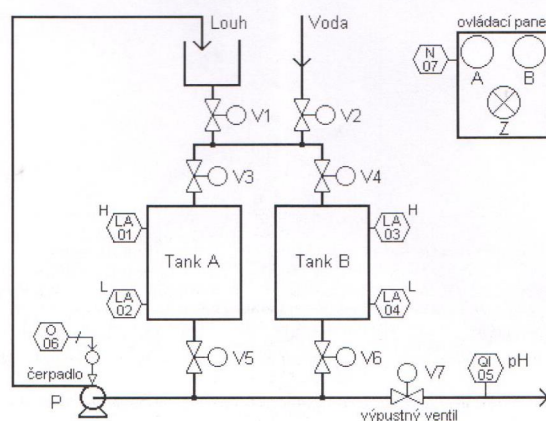 Louh
Voda
ovládací panel
N
07
A
B
Z
V1
V2
V3
V4
H
LA
01
H
LA
03
Tank A
Tank B
L
LA
02
L
LA
04
O
06
V5
V6
V7
QI
05
pH
čerpadlo
P
výpustný ventil